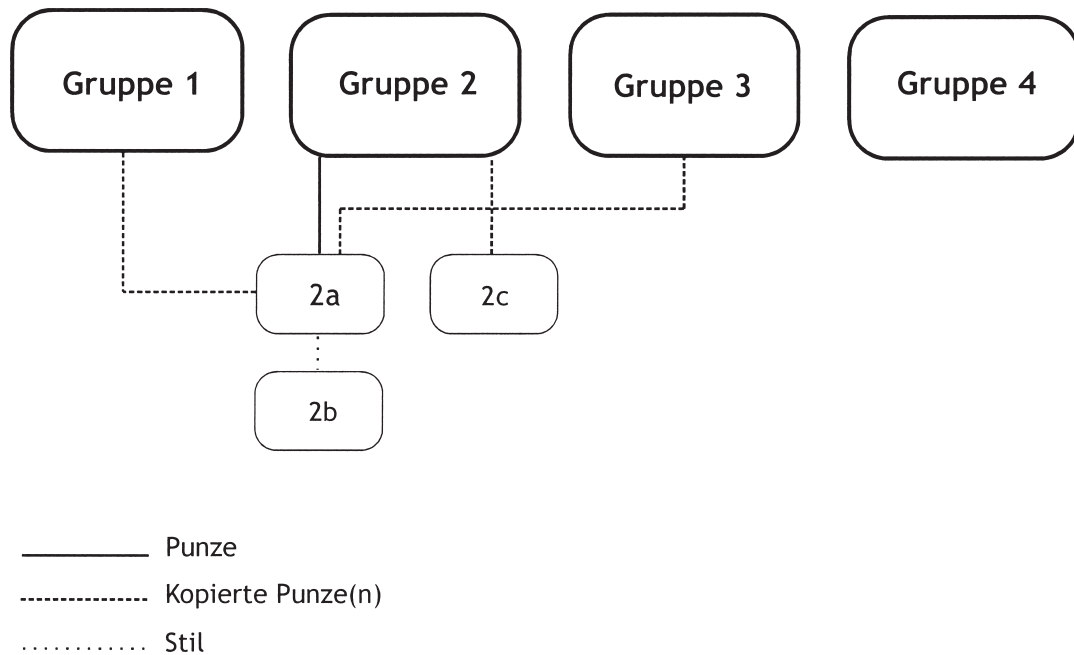 Gruppe 1
Gruppe 2
Gruppe 3
Gruppe 4
2a
2c
2b
Punze
Kopierte Punze(n)
Stil